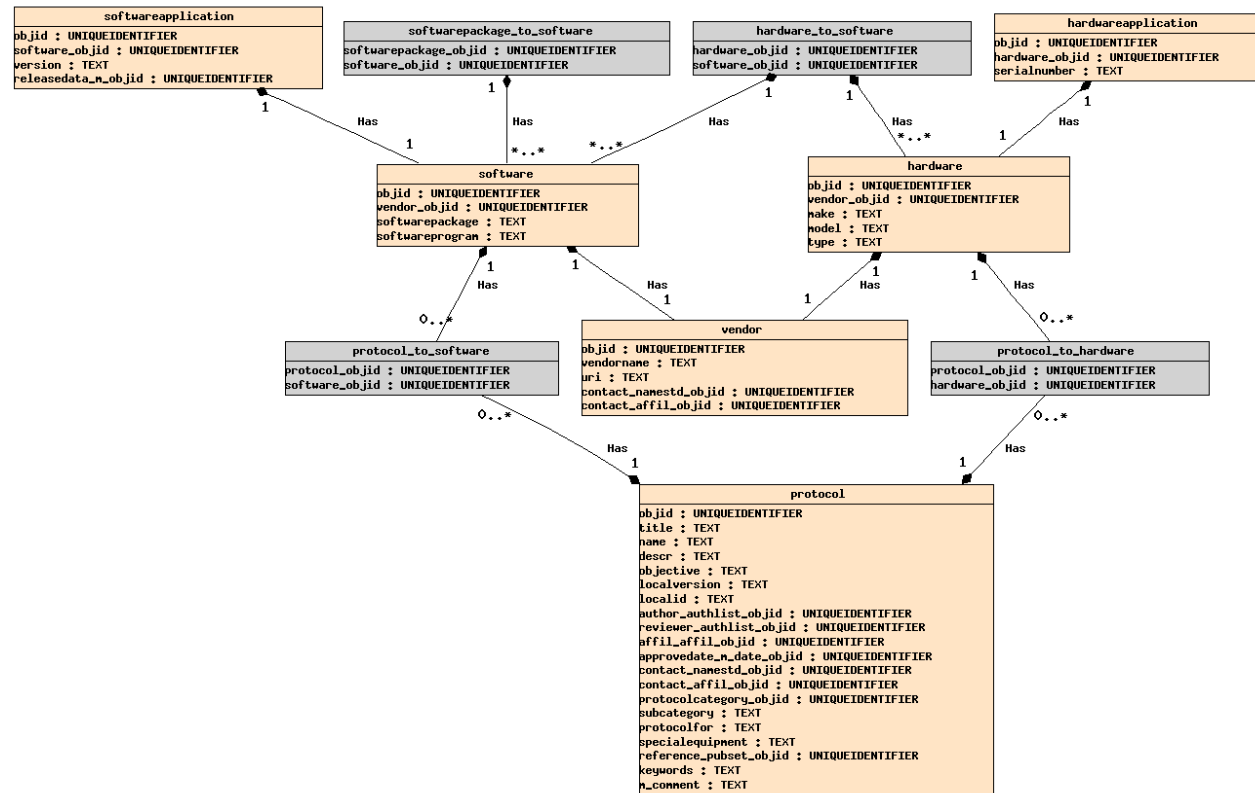 softwareapplication
objid : UNIQUEIDENTIFIER
software_objid : UNIQUEIDENTIFIER
version : TEXT
releasedata_m_objid : UNIQUEIDENTIFIER
softwarepackage_to_software
softwarepackage_objid : UNIQUEIDENTIFIER
software_objid : UNIQUEIDENTIFIER
hardware_to_software
hardware_objid : UNIQUEIDENTIFIER
software_objid : UNIQUEIDENTIFIER
hardwareapplication
objid : UNIQUEIDENTIFIER
hardware_objid : UNIQUEIDENTIFIER
serialnumber : TEXT
1
1
1
1
1
Has
Has
Has
Has
Has
1
*..*
*..*
*..*
1
software
objid : UNIQUEIDENTIFIER
vendor_objid : UNIQUEIDENTIFIER
softwarepackage : TEXT
softwareprogram : TEXT
hardware
objid : UNIQUEIDENTIFIER
vendor_objid : UNIQUEIDENTIFIER
make : TEXT
model : TEXT
type : TEXT
1
1
1
1
Has
Has
Has
Has
0..*
1
1
0..*
protocol_to_software
protocol_objid : UNIQUEIDENTIFIER
software_objid : UNIQUEIDENTIFIER
vendor
objid : UNIQUEIDENTIFIER
vendorname : TEXT
uri : TEXT
contact_namestd_objid : UNIQUEIDENTIFIER
contact_affil_objid : UNIQUEIDENTIFIER
protocol_to_hardware
protocol_objid : UNIQUEIDENTIFIER
hardware_objid : UNIQUEIDENTIFIER
0..*
0..*
Has
Has
1
1
protocol
objid : UNIQUEIDENTIFIER
title : TEXT
name : TEXT
descr : TEXT
objective : TEXT
localversion : TEXT
localid : TEXT
author_authlist_objid : UNIQUEIDENTIFIER
reviewer_authlist_objid : UNIQUEIDENTIFIER
affil_affil_objid : UNIQUEIDENTIFIER
approvedate_m_date_objid : UNIQUEIDENTIFIER
contact_namestd_objid : UNIQUEIDENTIFIER
contact_affil_objid : UNIQUEIDENTIFIER
protocolcategory_objid : UNIQUEIDENTIFIER
subcategory : TEXT
protocolfor : TEXT
specialequipment : TEXT
reference_pubset_objid : UNIQUEIDENTIFIER
keywords : TEXT
m_comment : TEXT